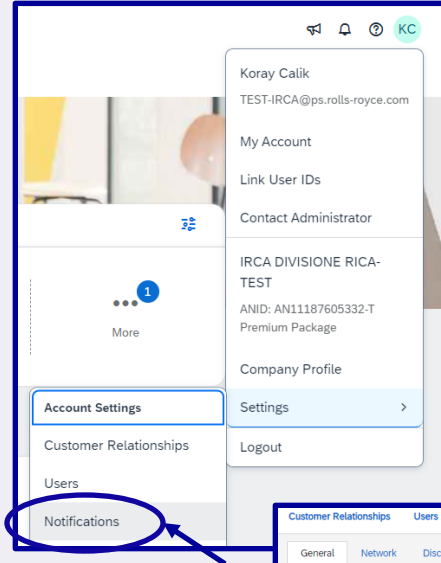 KC
Koray Calik
TEST-IRCA@ps.rolls-royce.com
My Account
Link User IDs
Contact Administrator
IRCA DIVISIONE RICA-
TEST
ANID: AN11187605332-T
Premium Package
Company Profile
Settings
Logout
1
More
Account Settings
Customer Relationships
Users
Notifications
Customer Relationships Users
General Network Disc